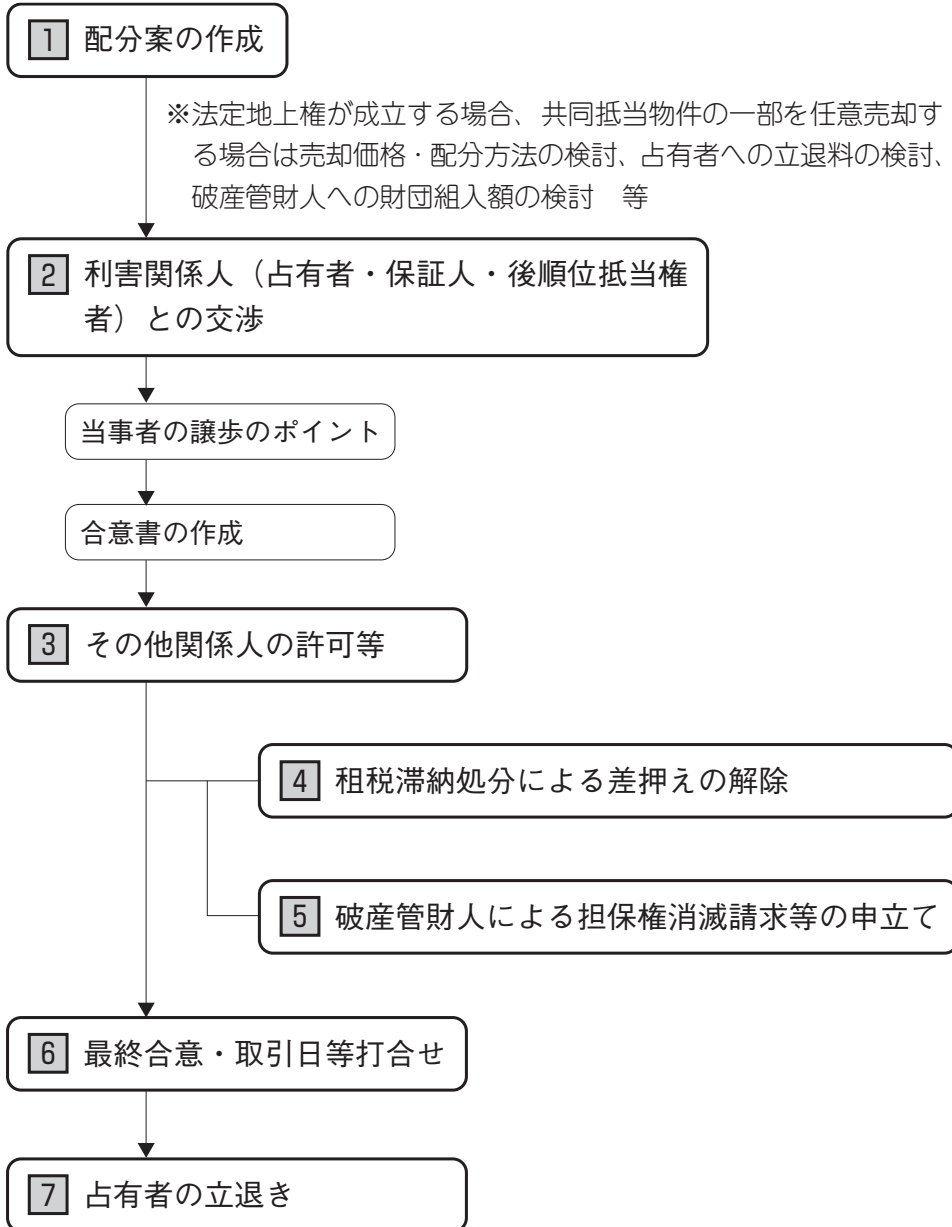 1 配分案の作成
※法定地上権が成立する場合、共同抵当物件の一部を任意売却す
る場合は売却価格・配分方法の検討、占有者への立退料の検討、
破産管財人への財団組入額の検討　等
2 利害関係人（占有者・保証人・後順位抵当権
者）との交渉
当事者の譲歩のポイント
合意書の作成
3 その他関係人の許可等
4 租税滞納処分による差押えの解除
5 破産管財人による担保権消滅請求等の申立て
6 最終合意・取引日等打合せ
7 占有者の立退き